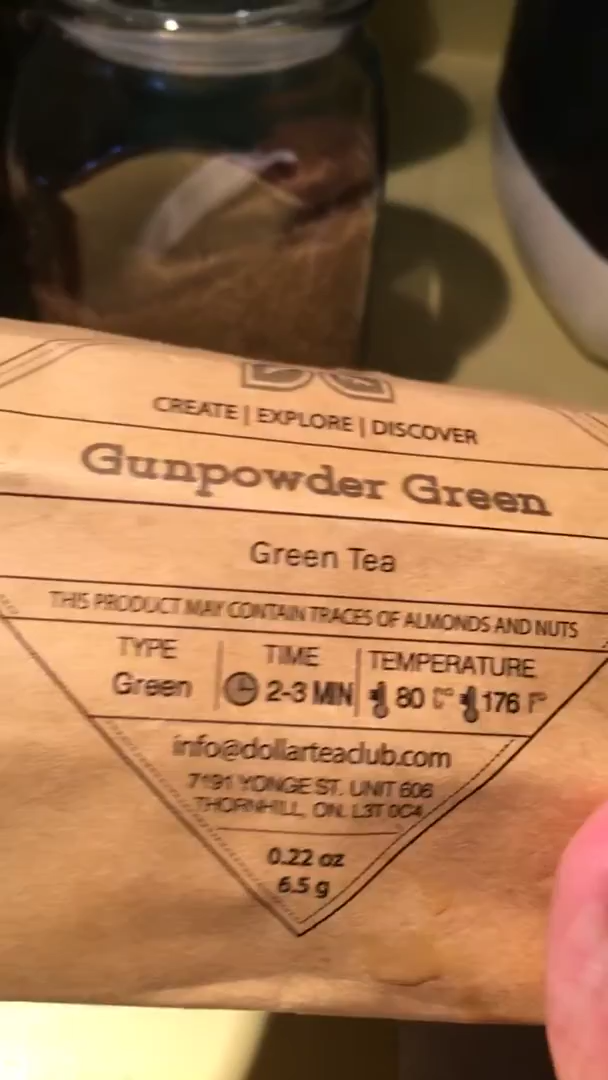 CREATE | EXPLORE | DISCOVER
Gunpowder Green
Green Tea
THIS PRODUCT MAY CONTAIN TRACES OF ALMONDS AND NUTS
TYPE | TIME | TEMPERATURE
Green | 2-3 MIN | 80 C° 176 F°
info@dollarteaclub.com
7191 YONGE ST. UNIT 606
THORNHILL, ON. L3T 0C4
0.22 oz
6.5 g